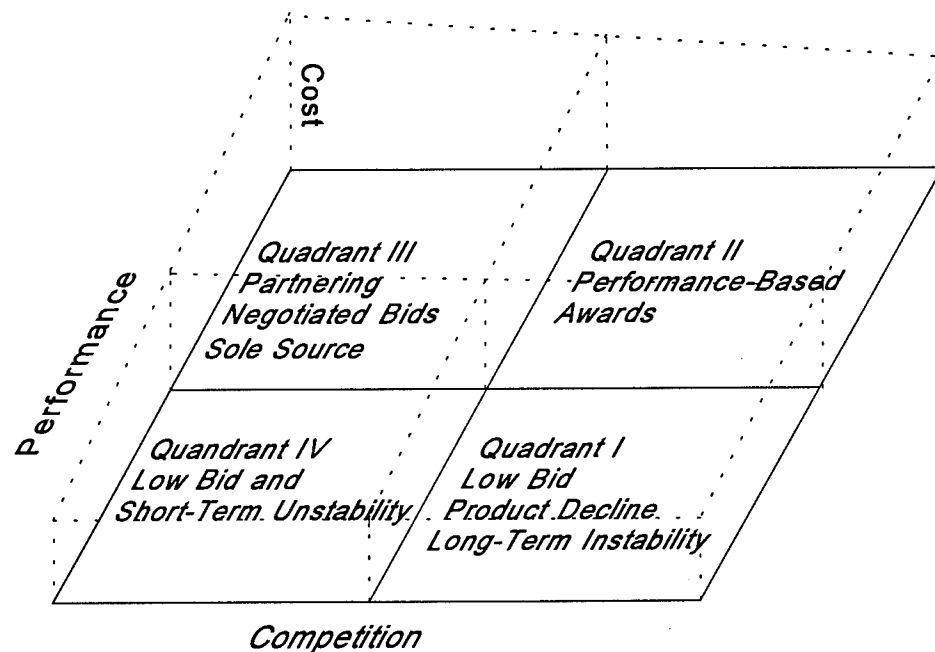 Cost
Performance
Quadrant III
Partnering
Negotiated Bids
Sole Source
Quadrant II
Performance-Based
Awards
Quandrant IV
Low Bid and
Short-Term Unstability
Quadrant I
Low Bid
Product Decline
Long-Term Instability
Competition